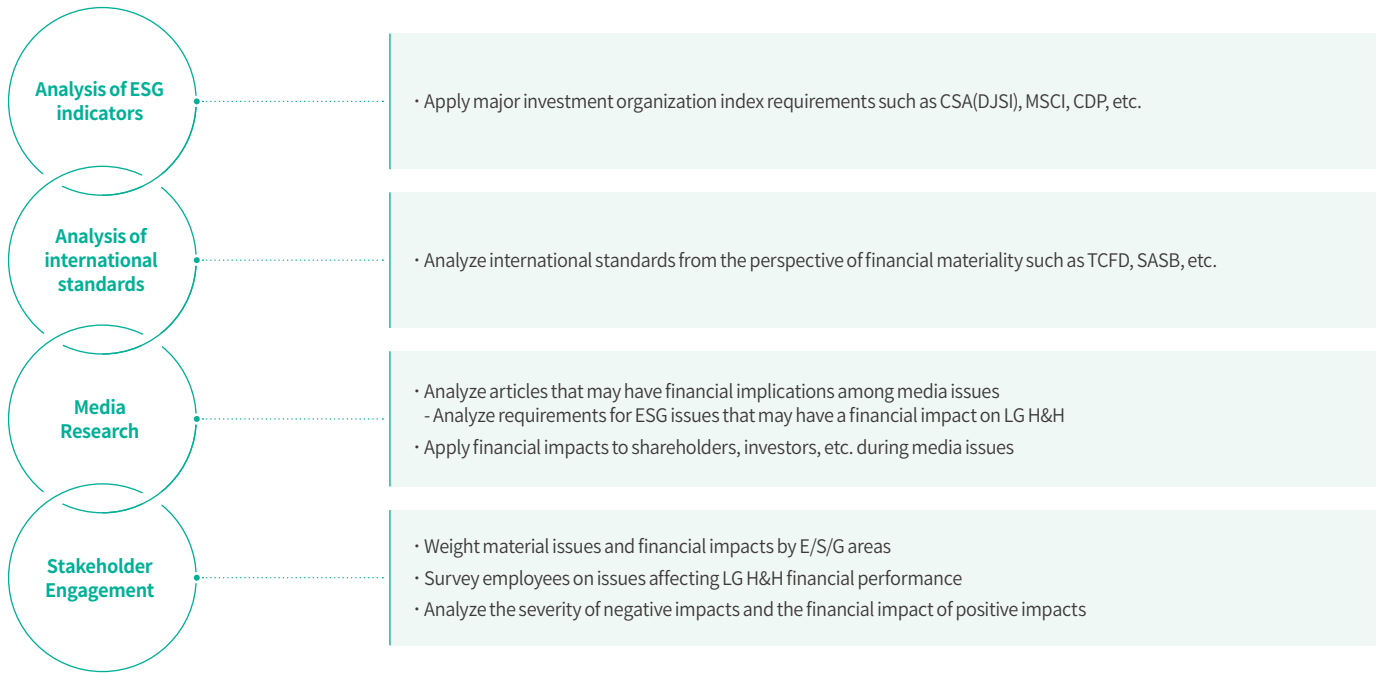 Analysis of ESG
indicators
· Apply major investment organization index requirements such as CSA(DJSI), MSCI, CDP, etc.
Analysis of
international
standards
· Analyze international standards from the perspective of financial materiality such as TCFD, SASB, etc.
Media
Research
· Analyze articles that may have financial implications among media issues
- Analyze requirements for ESG issues that may have a financial impact on LG H&H
· Apply financial impacts to shareholders, investors, etc. during media issues
Stakeholder
Engagement
· Weight material issues and financial impacts by E/S/G areas
· Survey employees on issues affecting LG H&H financial performance
· Analyze the severity of negative impacts and the financial impact of positive impacts